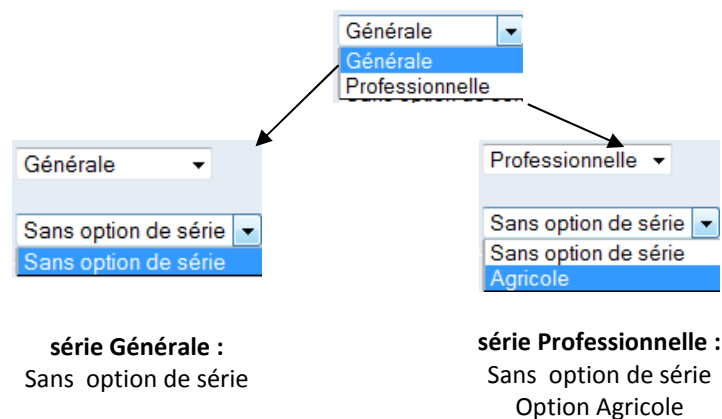 Générale
Générale
Professionnelle
Générale
Sans option de série
Sans option de série
Professionnelle
Sans option de série
Sans option de série
Agricole
série Générale :
Sans option de série
série Professionnelle :
Sans option de série
Option Agricole